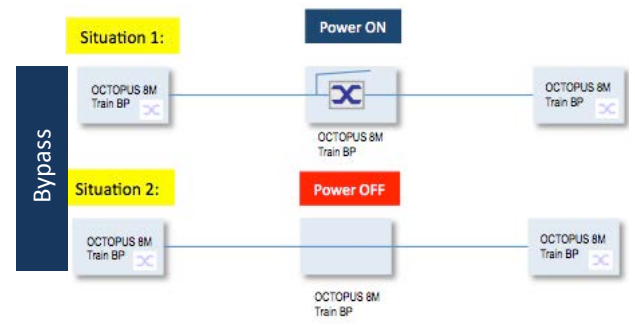 Bypass
Situation 1:
Power ON
OCTOPUS 8M
Train BP
OCTOPUS 8M
Train BP
OCTOPUS 8M
Train BP
Situation 2:
Power OFF
OCTOPUS 8M
Train BP
OCTOPUS 8M
Train BP
OCTOPUS 8M
Train BP